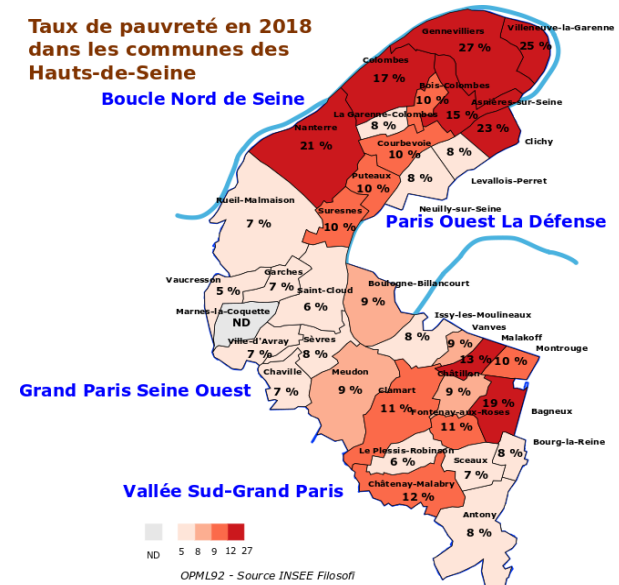 Taux de pauvreté en 2018
dans les communes des
Hauts-de-Seine
Villeneuve-la-Garenne
25 %
Gennevilliers
27 %
Colombes
17 %
Boucle Nord de Seine
Bois-Colombes
10 %
Asnières-sur-Seine
15 %
La Garenne-Colombes
8 %
23 %
Clichy
Nanterre
21 %
Courbevoie
10 %
8 %
Levallois-Perret
Puteaux
10 %
8 %
Neuilly-sur-Seine
Rueil-Malmaison
7 %
Suresnes
10 %
Paris Ouest La Défense
Garches
7 %
Vaucresson
5 %
Saint-Cloud
6 %
Boulogne-Billancourt
9 %
Marnes-la-Coquette
ND
Issy-les-Moulineaux
8 %
Vanves
9 %
Malakoff
13 %
Montrouge
10 %
Ville-d'Avray
7 %
Sèvres
8 %
Chaville
7 %
Meudon
9 %
Châtillon
9 %
Grand Paris Seine Ouest
Clamart
11 %
19 %
Bagneux
Fontenay-aux-Roses
11 %
Bourg-la-Reine
8 %
Le Plessis-Robinson
6 %
Sceaux
7 %
Vallée Sud-Grand Paris
Châtenay-Malabry
12 %
Antony
8 %
ND
5 8 9 12 27
OPML92 - Source INSEE Filosofi